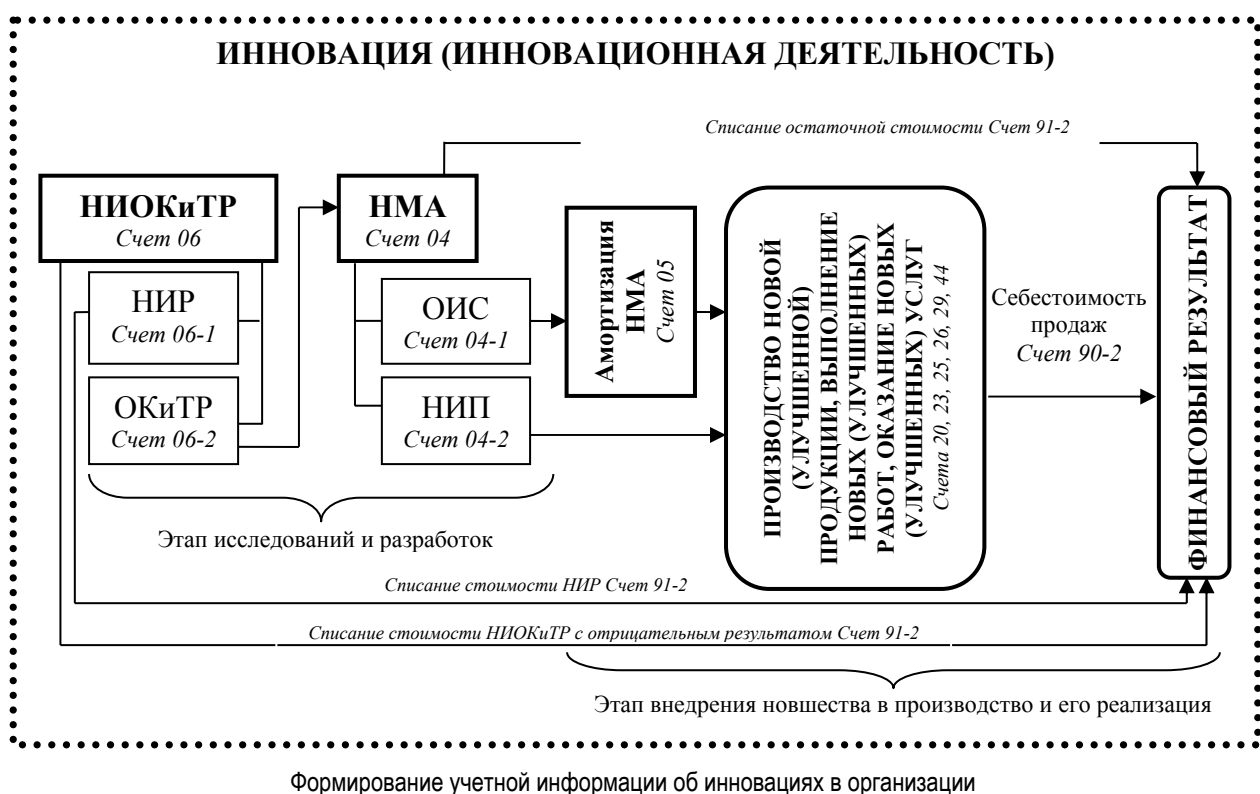 ИННОВАЦИЯ (ИННОВАЦИОННАЯ ДЕЯТЕЛЬНОСТЬ)
Списание остаточной стоимости Счет 91-2
НИОКиТР
Счет 06
НИР
Счет 06-1
ОКиТР
Счет 06-2
НМА
Счет 04
ОИС
Счет 04-1
НИП
Счет 04-2
Амортизация
НМА
Счет 05
ПРОИЗВОДСТВО НОВОЙ
(УЛУЧШЕННОЙ)
ПРОДУКЦИИ, ВЫПОЛНЕНИЕ
НОВЫХ (УЛУЧШЕННЫХ)
РАБОТ, ОКАЗАНИЕ НОВЫХ
(УЛУЧШЕННЫХ) УСЛУГ
Счета 20, 23, 25, 26, 29, 44
Себестоимость
продаж
Счет 90-2
ФИНАНСОВЫЙ РЕЗУЛЬТАТ
Этап исследований и разработок
Списание стоимости НИР Счет 91-2
Списание стоимости НИОКиТР с отрицательным результатом Счет 91-2
Этап внедрения новшества в производство и его реализация
Формирование учетной информации об инновациях в организации